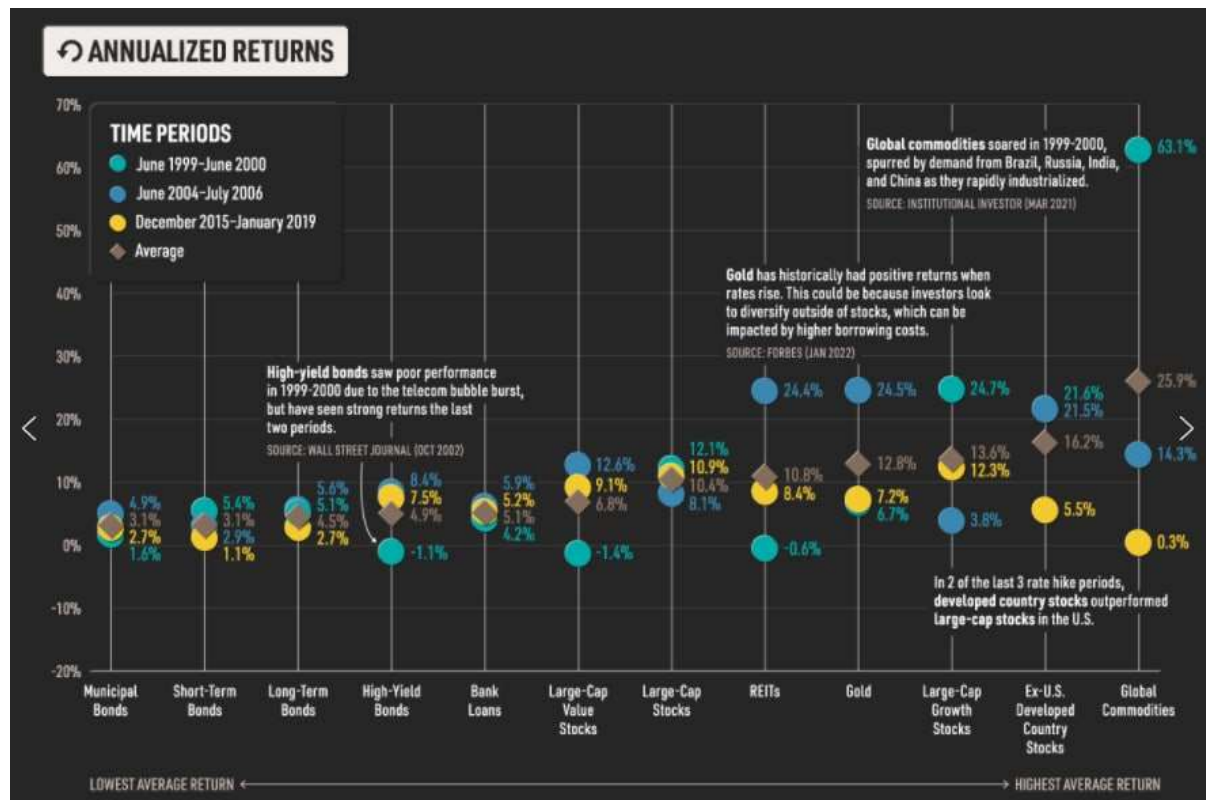 ANNUALIZED RETURNS
70%
60%
50%
40%
30%
20%
10%
0%
-10%
-20%
TIME PERIODS
June 1999-June 2000
June 2004-July 2006
December 2015-January 2019
Average
Global commodities soared in 1999-2000,
spurred by demand from Brazil, Russia, India,
and China as they rapidly industrialized.
SOURCE: INSTITUTIONAL INVESTOR (MAR 2021)
Gold has historically had positive returns when
rates rise. This could be because investors look
to diversify outside of stocks, which can be
impacted by higher borrowing costs.
SOURCE: FORBES (JAN 2022)
High-yield bonds saw poor performance
in 1999-2000 due to the telecom bubble burst,
but have seen strong returns the last
two periods.
SOURCE: WALL STREET JOURNAL (OCT 2002)
In 2 of the last 3 rate hike periods,
developed country stocks outperformed
large-cap stocks in the U.S.
4.9%
3.1%
2.7%
1.6%
5.4%
3.1%
2.9%
1.1%
5.6%
5.1%
4.5%
2.7%
8.4%
7.5%
4.9%
-1.1%
5.9%
5.2%
5.1%
4.2%
12.6%
9.1%
6.8%
-1.4%
12.1%
10.9%
10.4%
8.1%
24.4%
10.8%
8.4%
-0.6%
24.5%
12.8%
7.2%
6.7%
24.7%
13.6%
12.3%
3.8%
21.6%
21.5%
16.2%
5.5%
63.1%
25.9%
14.3%
0.3%
Municipal
Bonds
Short-Term
Bonds
Long-Term
Bonds
High-Yield
Bonds
Bank
Loans
Large-Cap
Value
Stocks
Large-Cap
Stocks
REITs
Gold
Large-Cap
Growth
Stocks
Ex-U.S.
Developed
Country
Stocks
Global
Commodities
LOWEST AVERAGE RETURN
HIGHEST AVERAGE RETURN